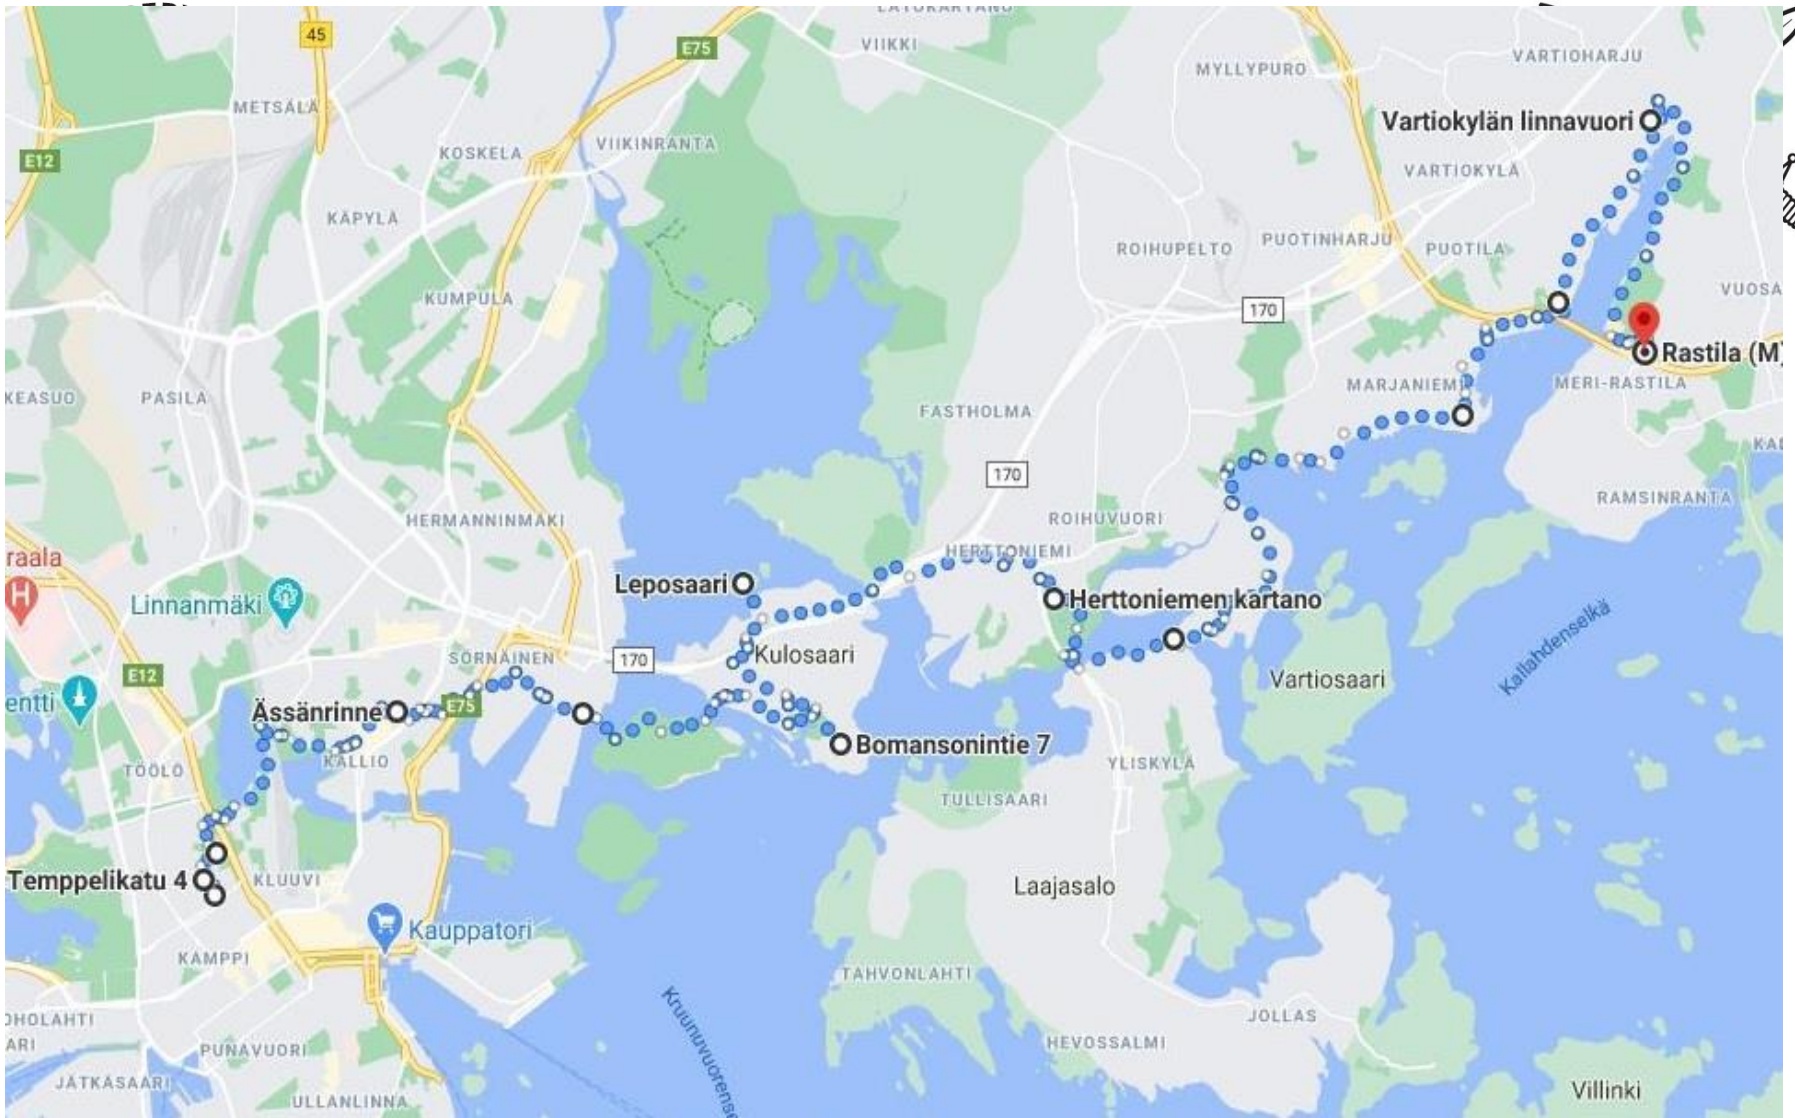 LATOKARTANO
45
E75
VIIKKI
VARTIOHARJU
MYLLYPURO
METSÄLÄ
Vartiokylän linnavuori
VIIKINRANTA
KOSKELA
E12
VARTIOKYLÄ
KÄPYLÄ
PUOTINHARJU
ROIHUPELTO
PUOTILA
VUOSA
KUMPULA
170
Rastila (M)
MARJANIEMI
MERI-RASTILA
KEASUO
PASILA
FASTHOLMA
170
RAMSINRANTA
HERMANNINMÄKI
ROIHUVUORI
HERTTONIEMI
raala
H
Leposaari
Linnanmäki
Herttoniemen kartano
Kallahdenselkä
SÖRNÄINEN
170
Kulosaari
E12
Vartiosaari
entti
Ässänrinne
E75
Bomansonintie 7
KALLIO
YLISKYLÄ
TÖÖLÖ
TULLISAARI
Temppelikatu 4
KLUUVI
Laajasalo
Kauppatori
KAMPPI
TAHVONLAHTI
Kruunuvuorense
JOLLAS
OHOLAHTI
ARI
HEVOSSALMI
PUNAVUORI
JÄTKÄSAARI
Villinki
ULLANLINNA